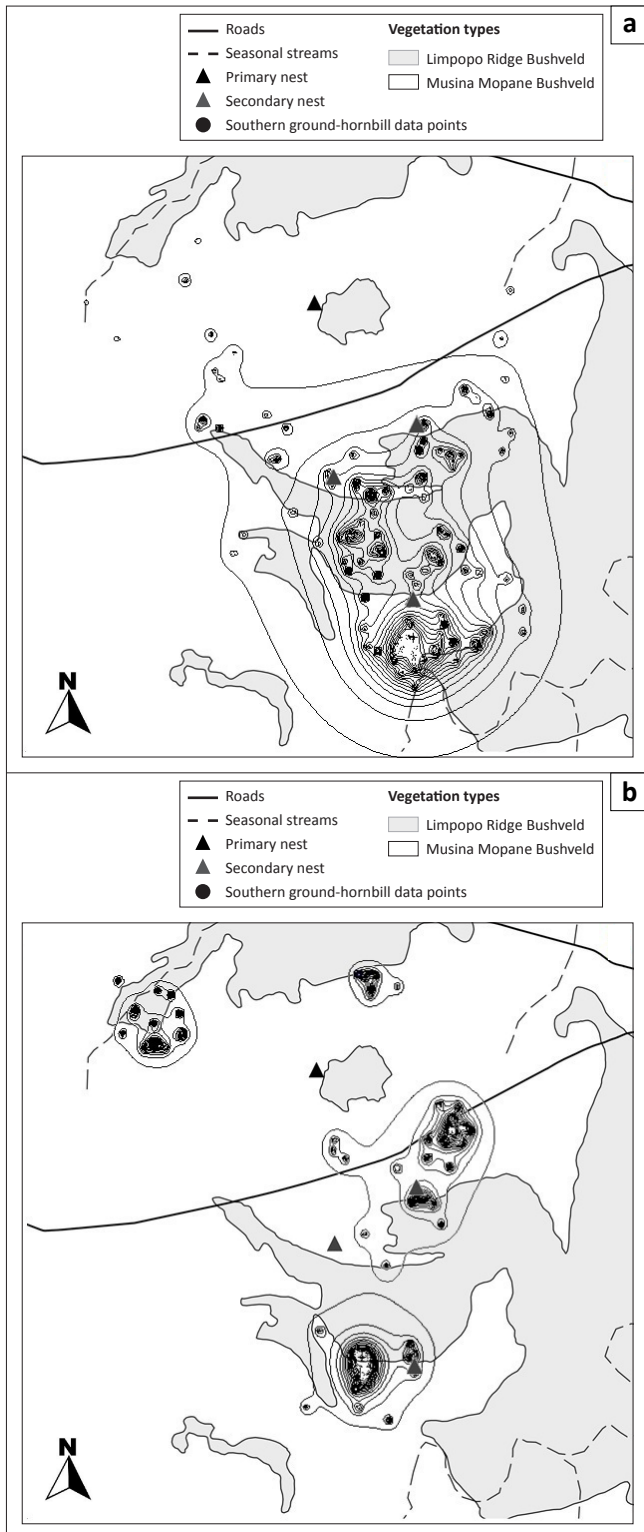 a
Roads
Seasonal streams
Primary nest
Secondary nest
Southern ground-hornbill data points
Vegetation types
Limpopo Ridge Bushveld
Musina Mopane Bushveld
N
b
Roads
Seasonal streams
Primary nest
Secondary nest
Southern ground-hornbill data points
Vegetation types
Limpopo Ridge Bushveld
Musina Mopane Bushveld
N